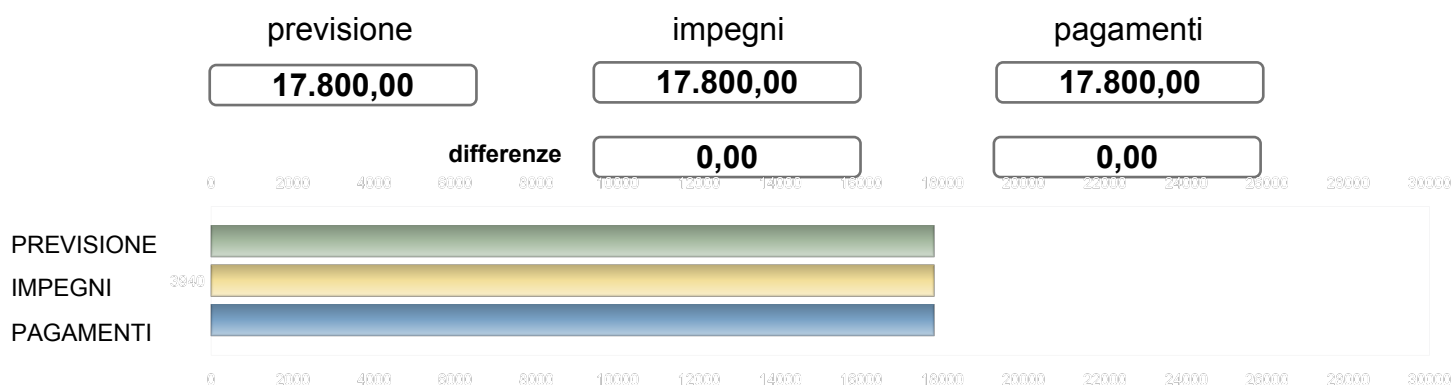 previsione impegni pagamenti
17.800,00 17.800,00 17.800,00
differenze 0,00 0,00
0 2000 4000 6000 8000 10000 12000 14000 16000 18000 20000 22000 24000 26000 28000 30000
PREVISIONE
IMPEGNI 3940
PAGAMENTI
0 2000 4000 6000 8000 10000 12000 14000 16000 18000 20000 22000 24000 26000 28000 30000